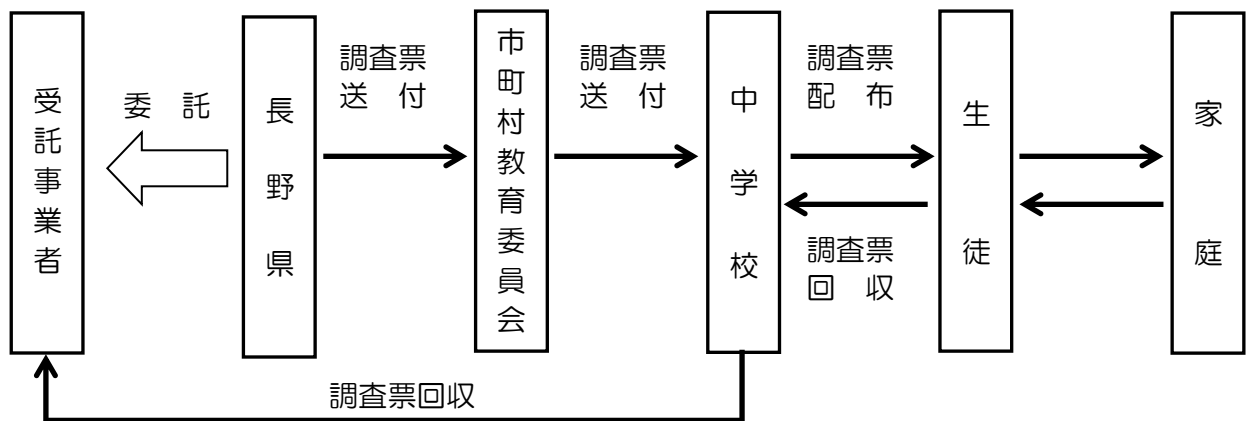 受託事業者
委　託
長野県
調査票
送　付
市町村教育委員会
調査票
送　付
中学校
調査票
配　布
調査票
回　収
生徒
家庭
調査票回収